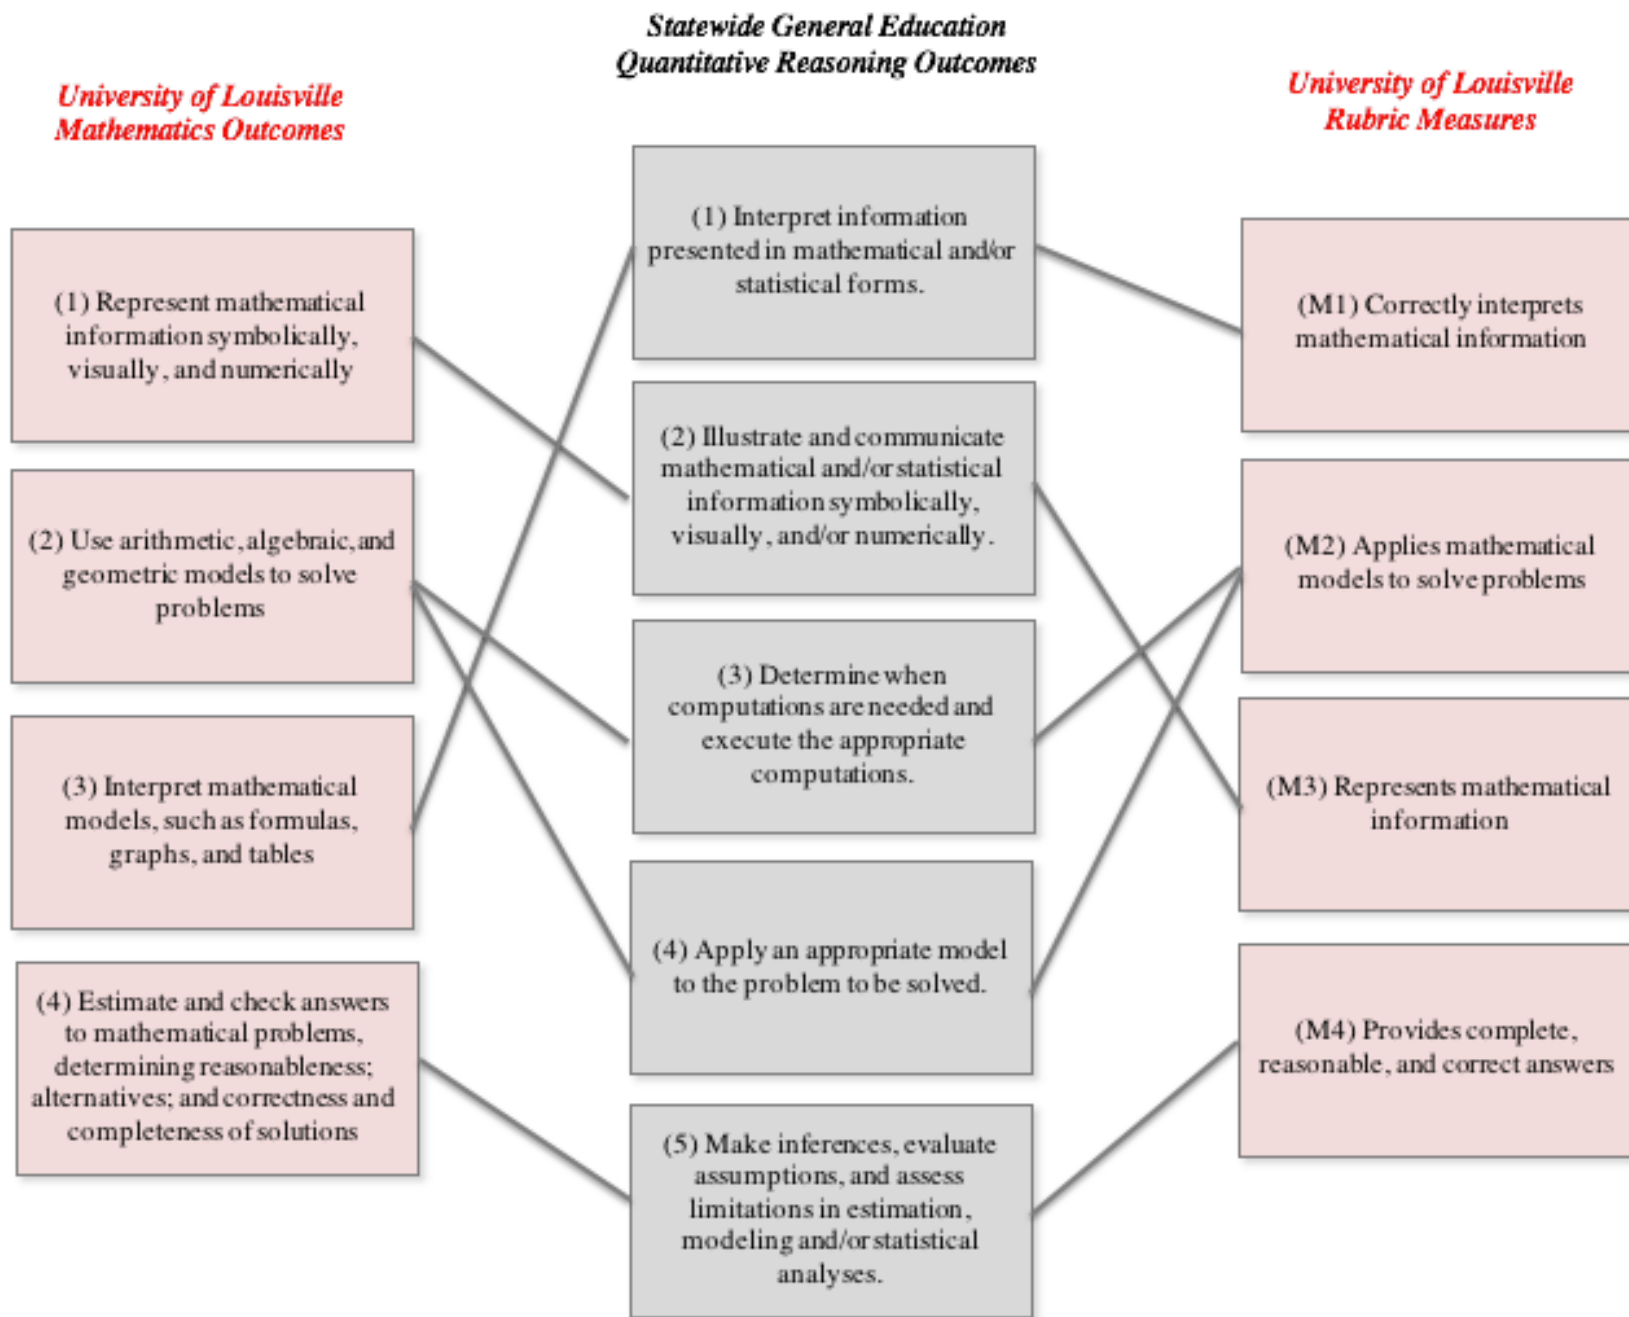 Statewide General Education
Quantitative Reasoning Outcomes
University of Louisville
Mathematics Outcomes
(1) Represent mathematical
information symbolically,
visually, and numerically
(2) Use arithmetic, algebraic, and
geometric models to solve
problems
(3) Interpret mathematical
models, such as formulas,
graphs, and tables
(4) Estimate and check answers
to mathematical problems,
determining reasonableness;
alternatives; and correctness and
completeness of solutions
(1) Interpret information
presented in mathematical and/or
statistical forms.
(2) Illustrate and communicate
mathematical and/or statistical
information symbolically,
visually, and/or numerically.
(3) Determine when
computations are needed and
execute the appropriate
computations.
(4) Apply an appropriate model
to the problem to be solved.
(5) Make inferences, evaluate
assumptions, and assess
limitations in estimation,
modeling and/or statistical
analyses.
University of Louisville
Rubric Measures
(M1) Correctly interprets
mathematical information
(M2) Applies mathematical
models to solve problems
(M3) Represents mathematical
information
(M4) Provides complete,
reasonable, and correct answers